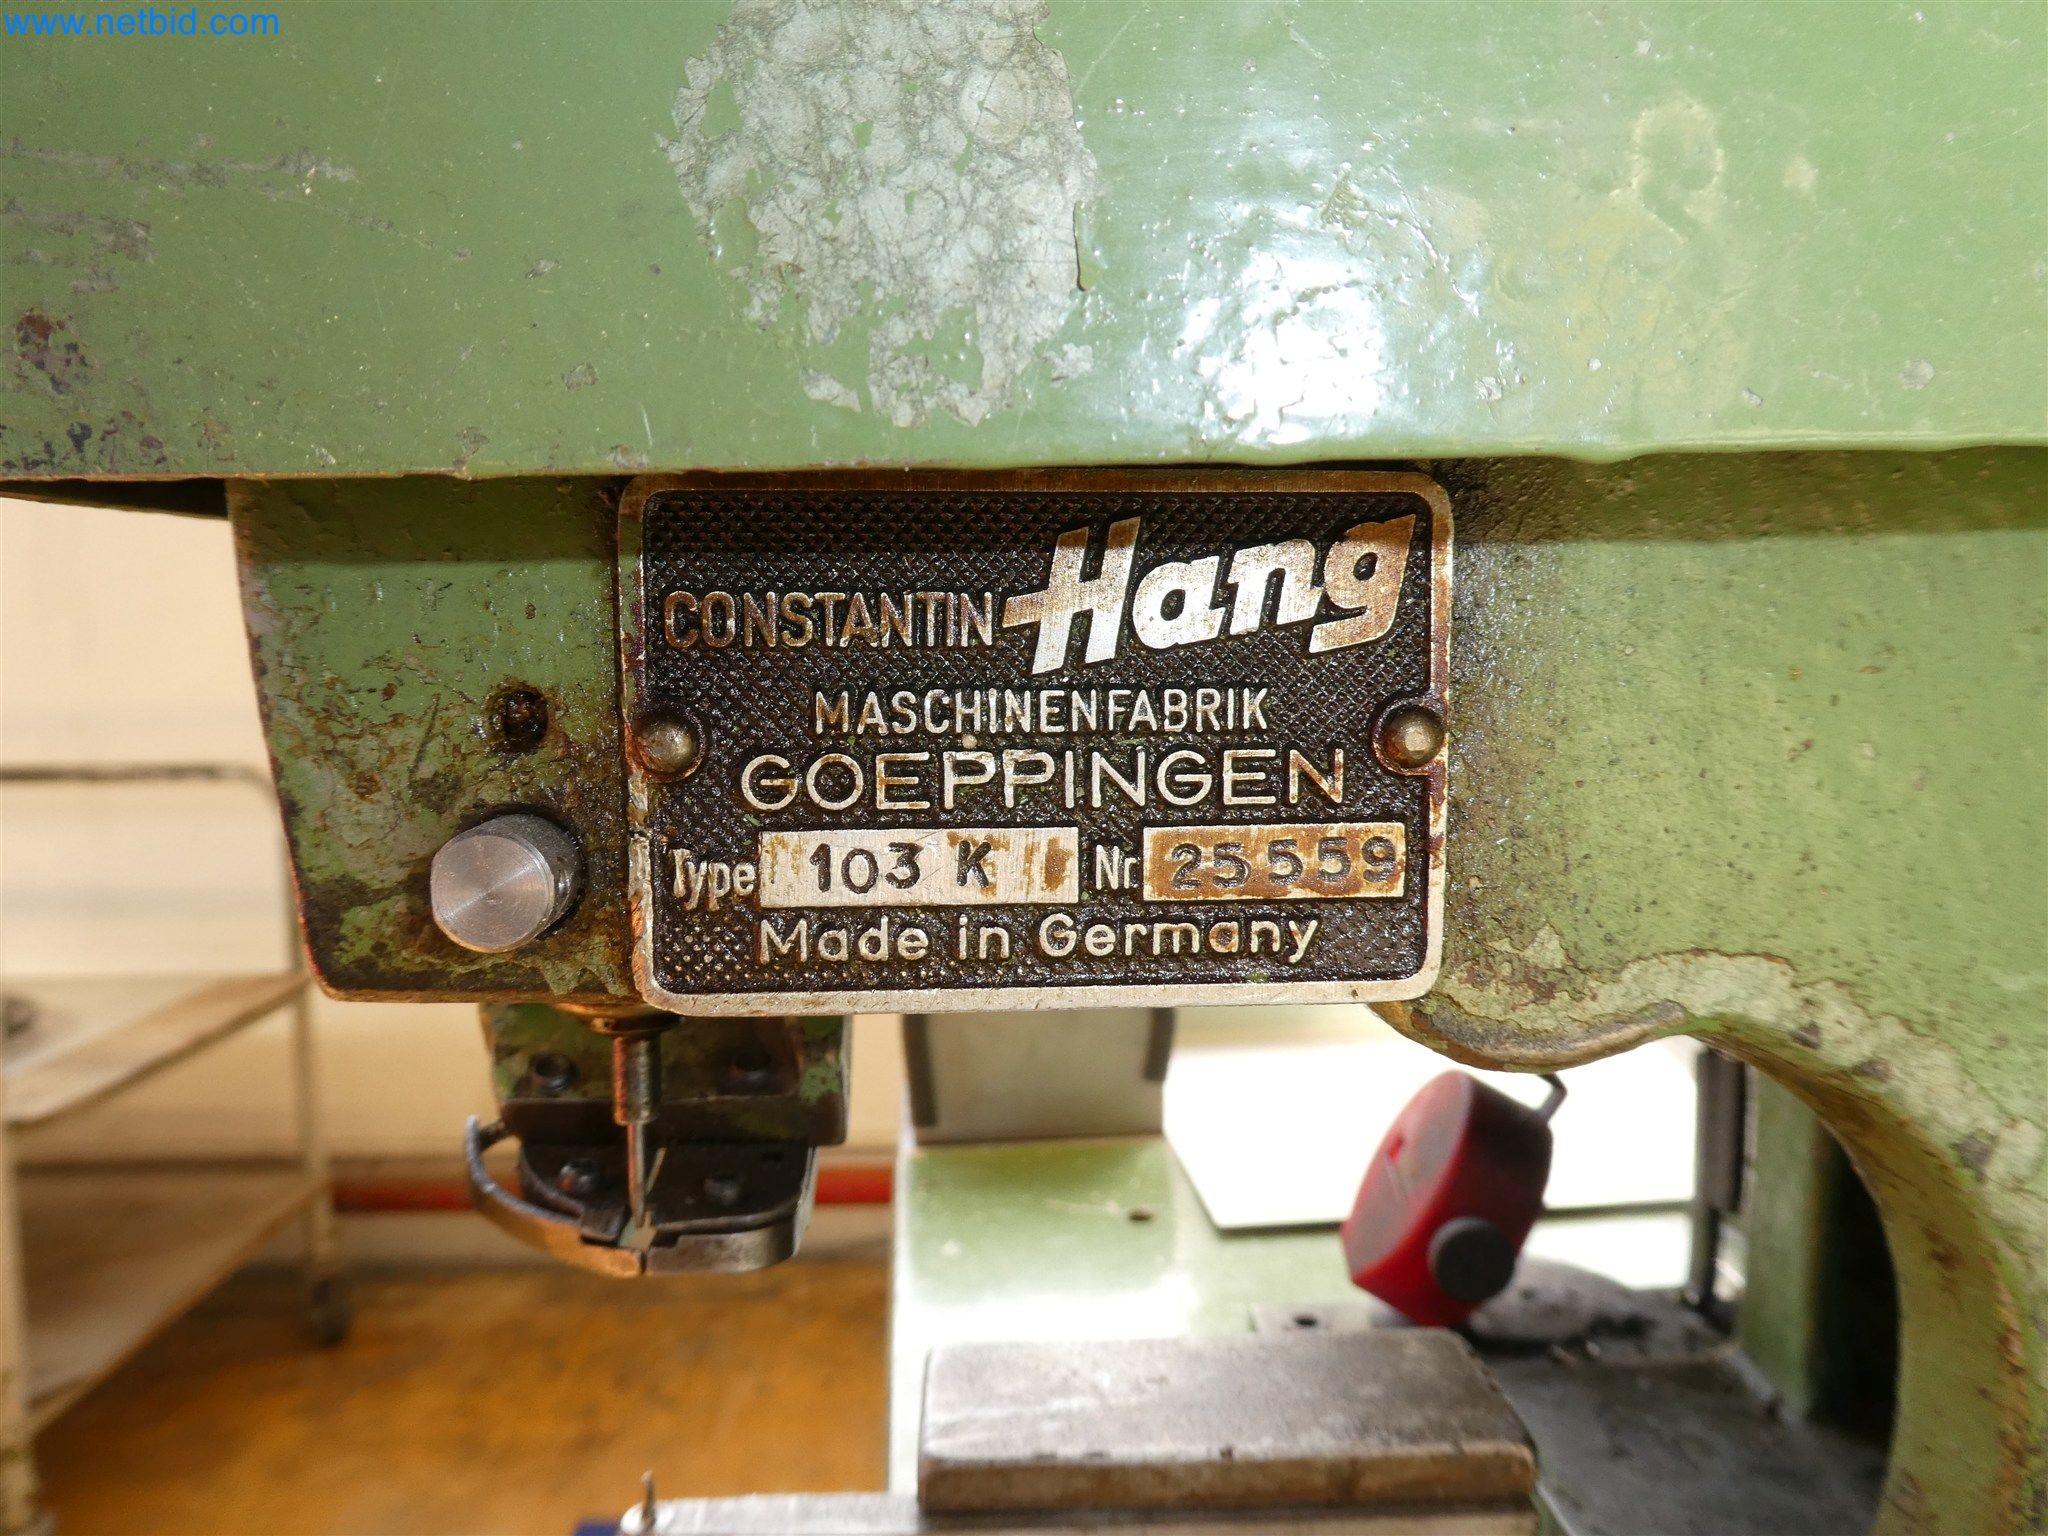 www.netbid.com
CONSTANTIN Hang
MASCHINENFABRIK
GOEPPINGEN
Type 103 K Nr. 25559
Made in Germany